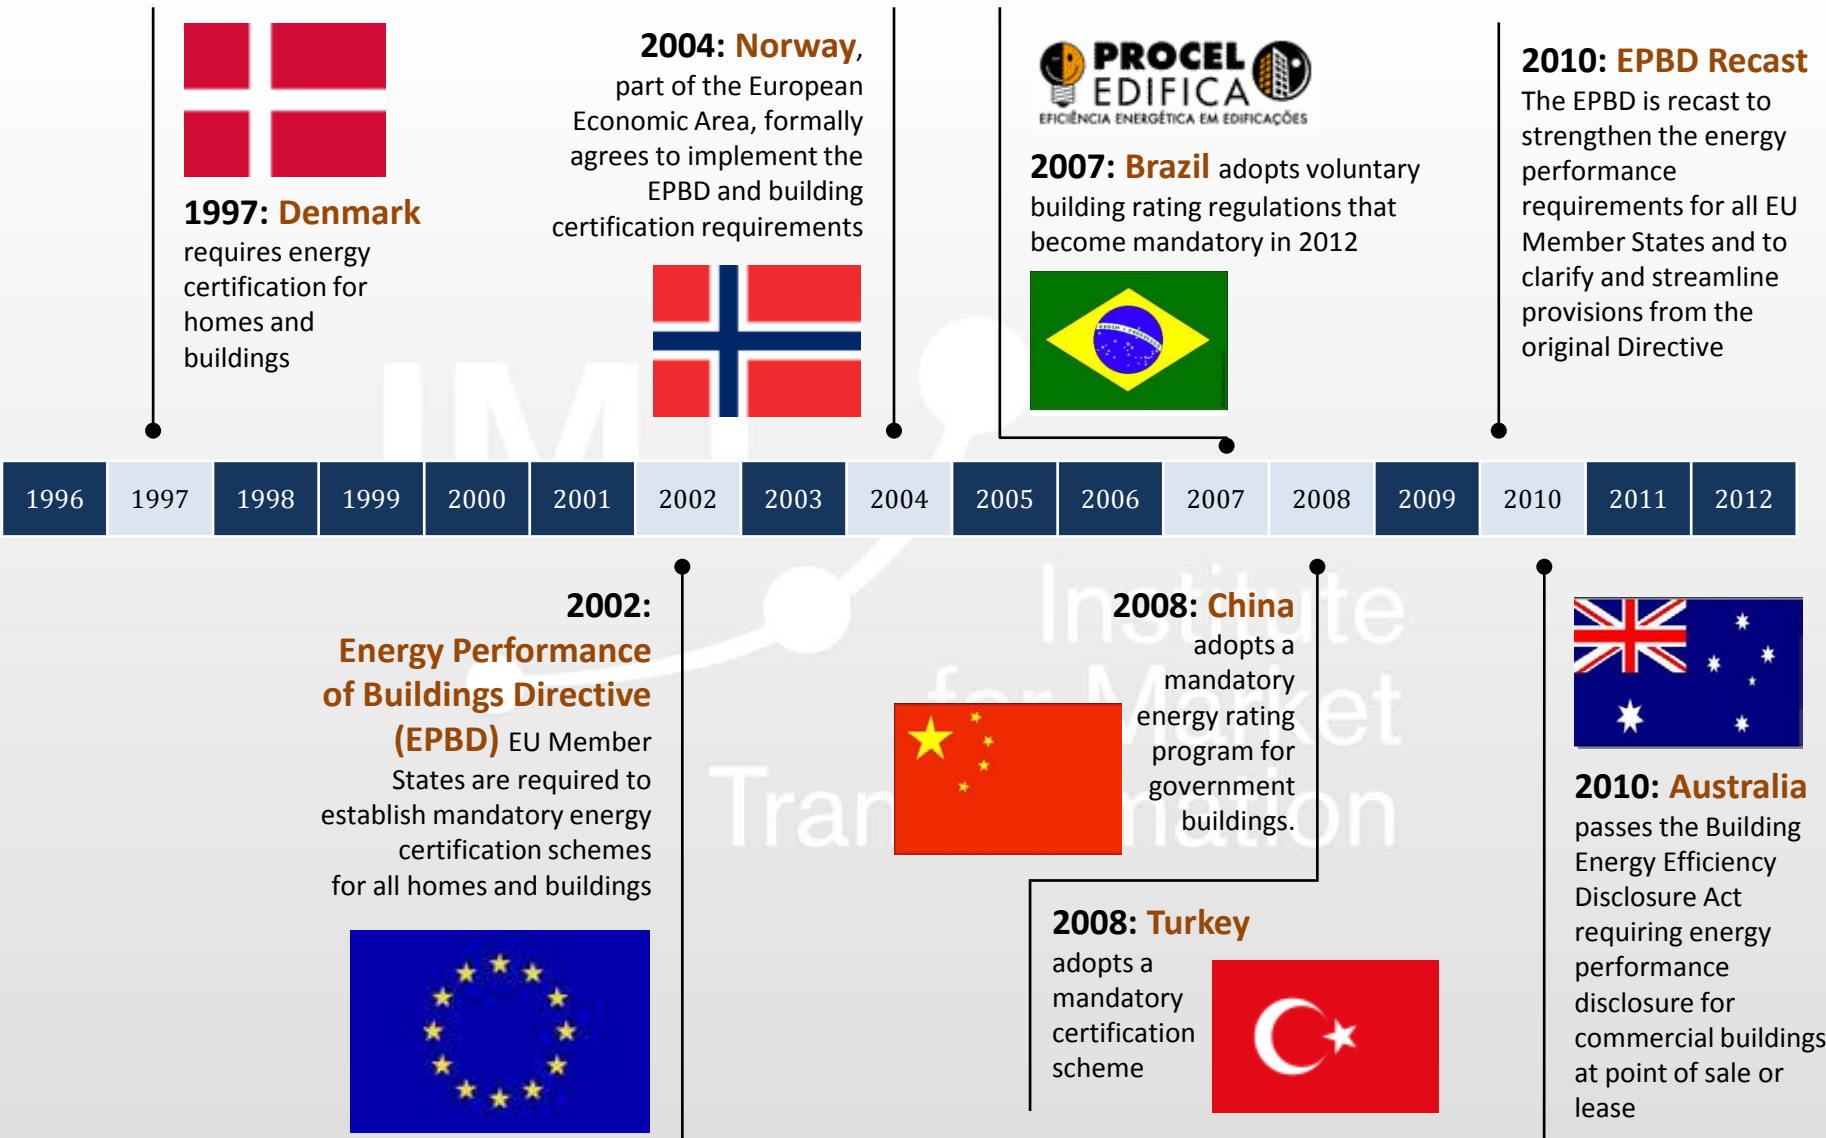 1997: Denmark
requires energy
certification for
homes and
buildings
2004: Norway,
part of the European
Economic Area, formally
agrees to implement the
EPBD and building
certification requirements
PROCEL
EDIFICA
EFICIÊNCIA ENERGÉTICA EM EDIFICAÇÕES
2007: Brazil adopts voluntary
building rating regulations that
become mandatory in 2012
2010: EPBD Recast
The EPBD is recast to
strengthen the energy
performance
requirements for all EU
Member States and to
clarify and streamline
provisions from the
original Directive
IMT
1996 1997 1998 1999 2000 2001 2002 2003 2004 2005 2006 2007 2008 2009 2010 2011 2012
2002:
Energy Performance
of Buildings Directive
(EPBD) EU Member
States are required to
establish mandatory energy
certification schemes
for all homes and buildings
Institute
for Market
Transformation
2008: China
adopts a
mandatory
energy rating
program for
government
buildings.
2008: Turkey
adopts a
mandatory
certification
scheme
2010: Australia
passes the Building
Energy Efficiency
Disclosure Act
requiring energy
performance
disclosure for
commercial buildings
at point of sale or
lease